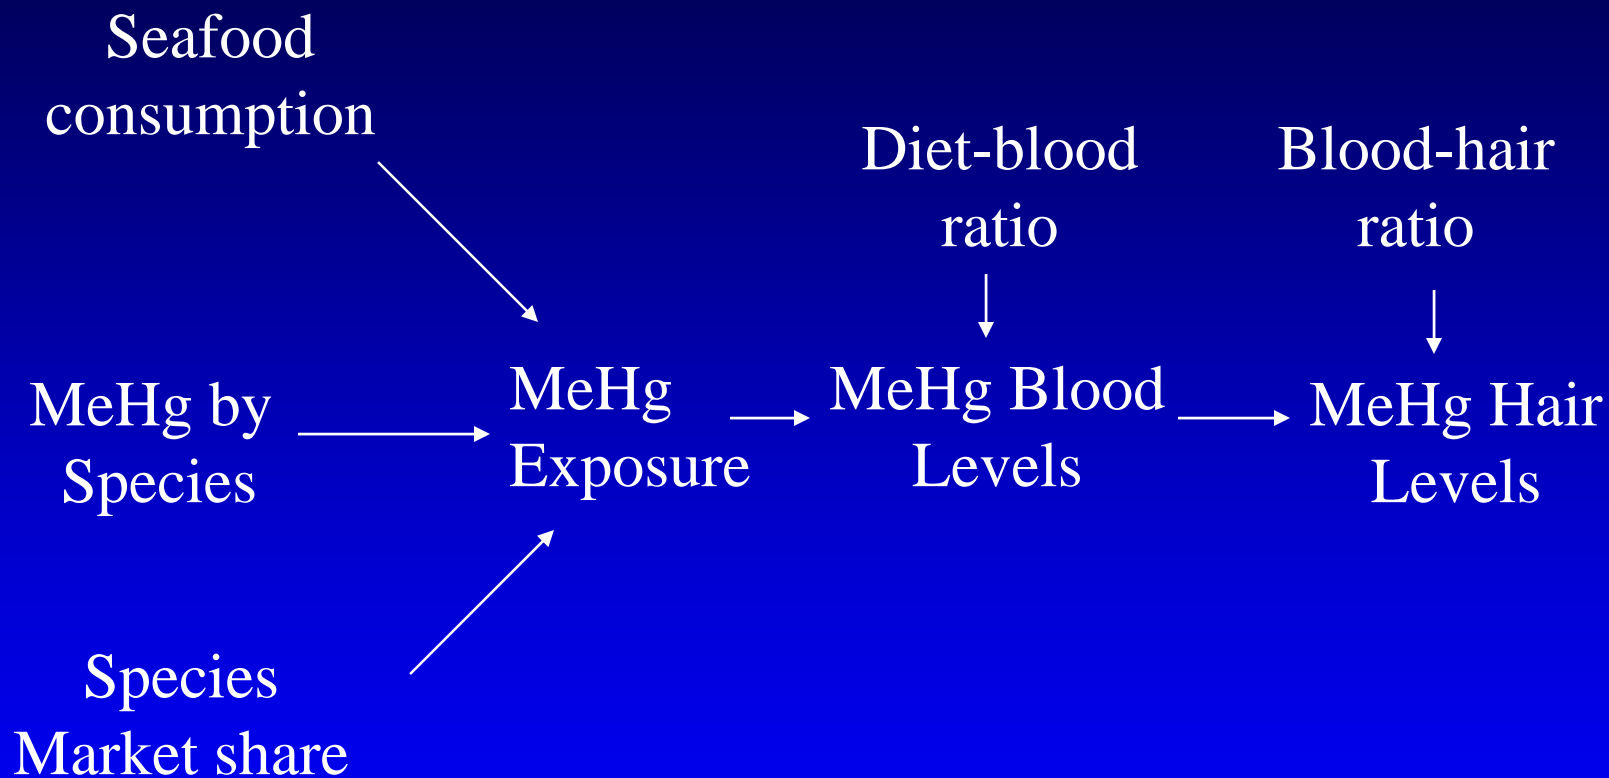 Seafood
consumption
Diet-blood
ratio
Blood-hair
ratio
MeHg by
Species
MeHg
Exposure
MeHg Blood
Levels
MeHg Hair
Levels
Species
Market share